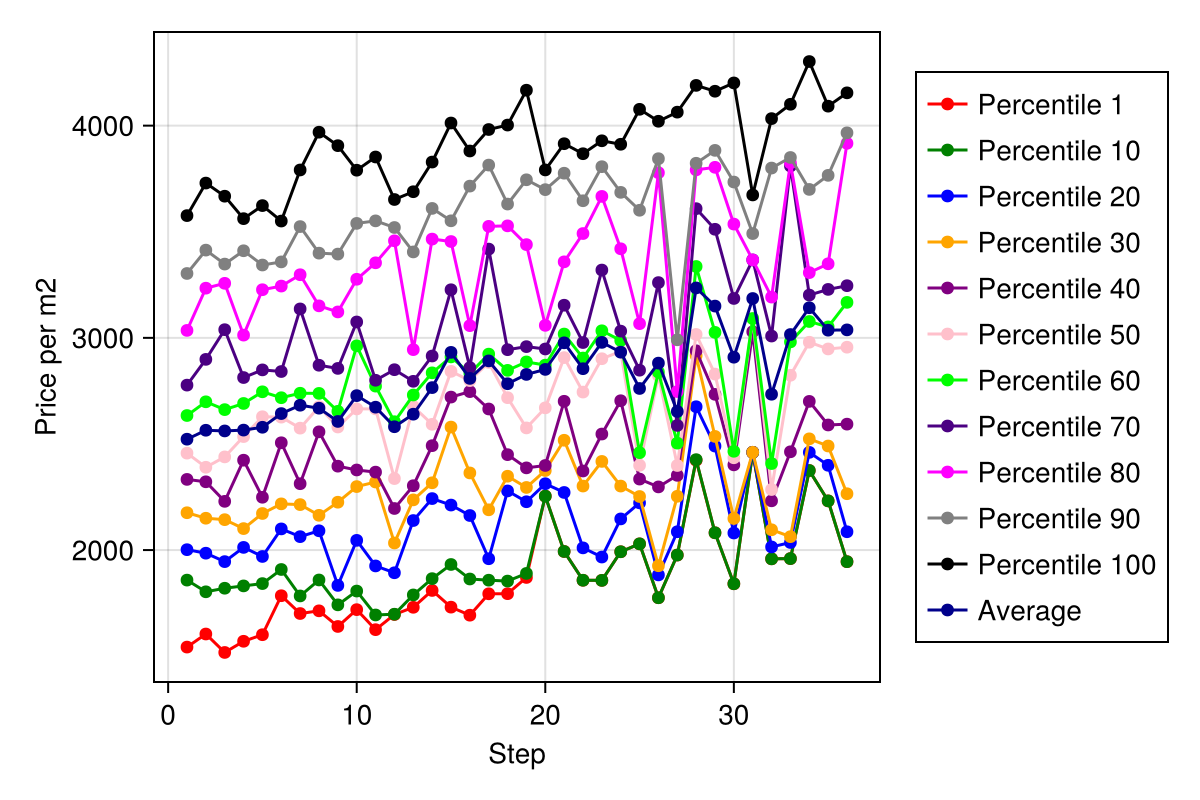 4000
3000
2000
Price per m2
0
10
20
30
Step
Percentile 1
Percentile 10
Percentile 20
Percentile 30
Percentile 40
Percentile 50
Percentile 60
Percentile 70
Percentile 80
Percentile 90
Percentile 100
Average